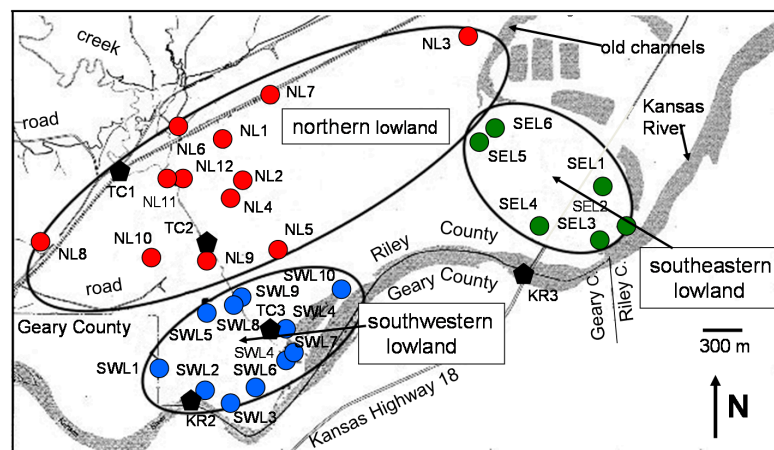 creek
NL3
old channels
NL7
road
northern lowland
NL1
NL6
Kansas
River
SEL6
SEL5
NL12
TC1
NL11
NL2
NL4
SEL1
SEL2
SEL4
SEL3
TC2
NL5
NL8
NL10
NL9
Riley County
Geary County
road
SWL10
SWL9
KR3
Geary C.
Riley C.
southeastern
lowland
Geary County
SWL5
SWL8
TC3
SWL4
SWL4
SWL7
southwestern
lowland
300 m
SWL1
SWL2
SWL6
KR2
SWL3
Kansas Highway 18
N